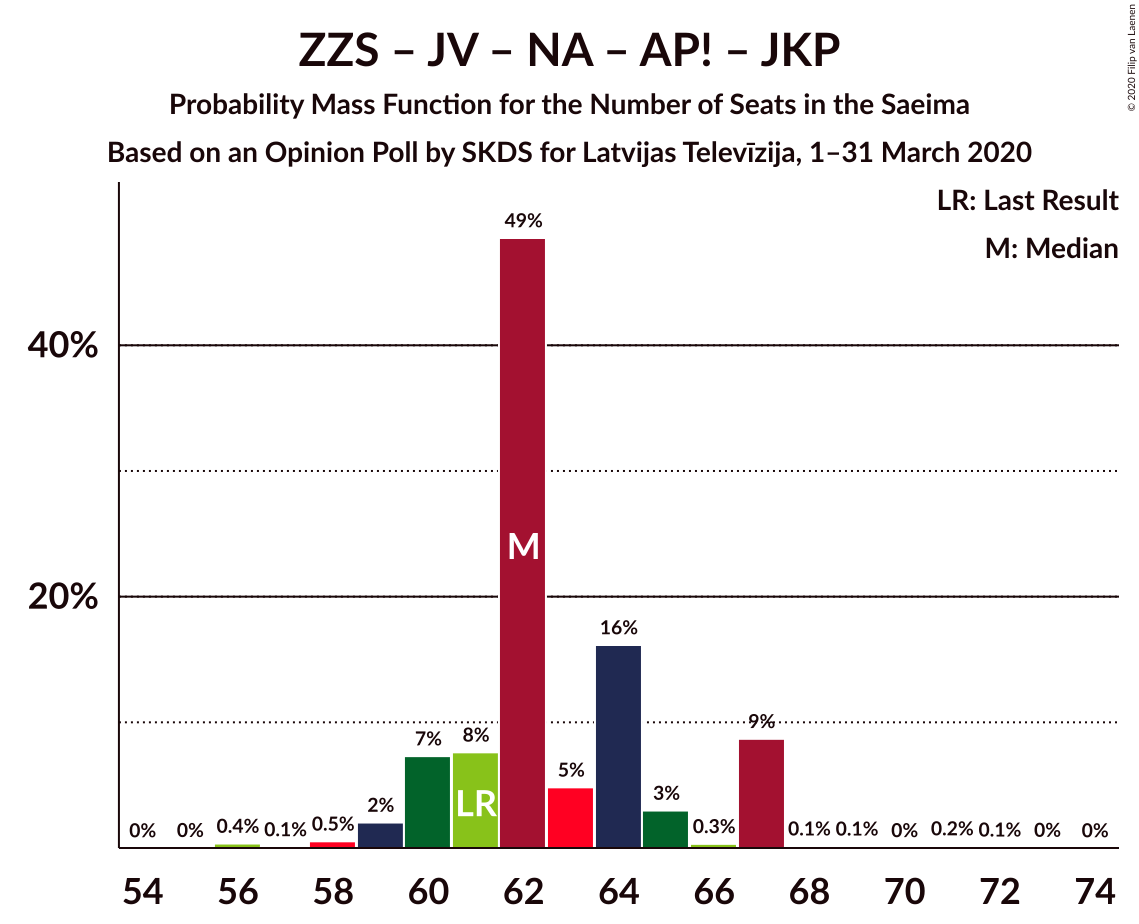 ZZS – JV – NA – AP! – JKP
Probability Mass Function for the Number of Seats in the Saeima
Based on an Opinion Poll by SKDS for Latvijas Televīzija, 1–31 March 2020
© 2020 Filip van Laenen
LR: Last Result
M: Median
40%
20%
0% 0% 0.4% 0.1% 0.5% 2% 7% 8% 49% 5% 16% 3% 0.3% 9% 0.1% 0.1% 0% 0.2% 0.1% 0% 0%
LR
M
54 56 58 60 62 64 66 68 70 72 74